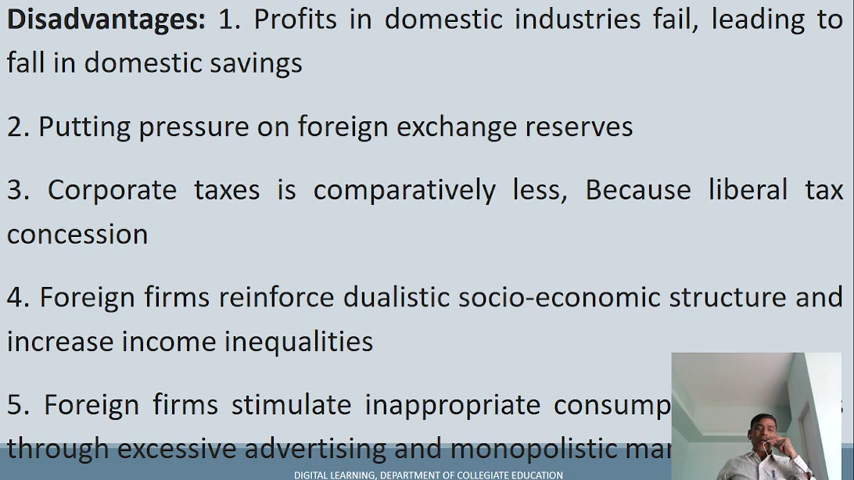 Disadvantages: 1. Profits in domestic industries fail, leading to
fall in domestic savings
2. Putting pressure on foreign exchange reserves
3. Corporate taxes is comparatively less, Because liberal tax
concession
4. Foreign firms reinforce dualistic socio-economic structure and
increase income inequalities
5. Foreign firms stimulate inappropriate
through excessive advertising and monopolistic
DIGITAL LEARNING, DEPARTMENT OF COLLEGIATE EDUCATION